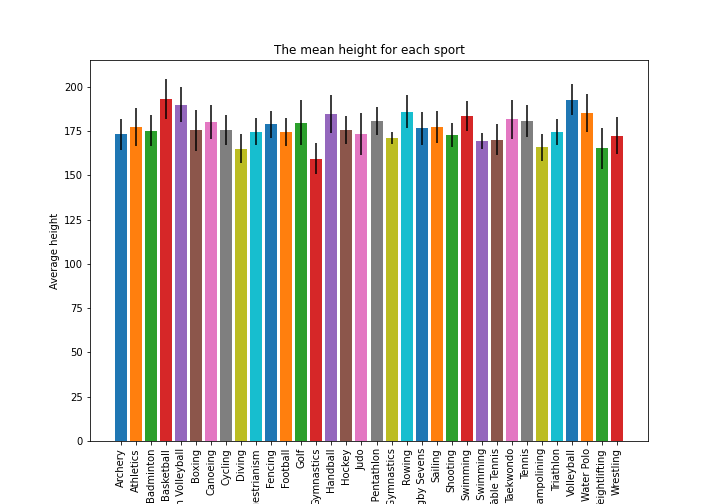 The mean height for each sport
Average height
200
175
150
125
100
75
50
25
0
Archery
Athletics
Badminton
Basketball
Volleyball
Boxing
Canoeing
Cycling
Diving
Fencing
Football
Golf
Gymnastics
Handball
Hockey
Judo
Pentathlon
Gymnastics
Rowing
Sevens
Sailing
Shooting
Swimming
Swimming
Tennis
Taekwondo
Tennis
Triathlon
Volleyball
Water Polo
Wrestling